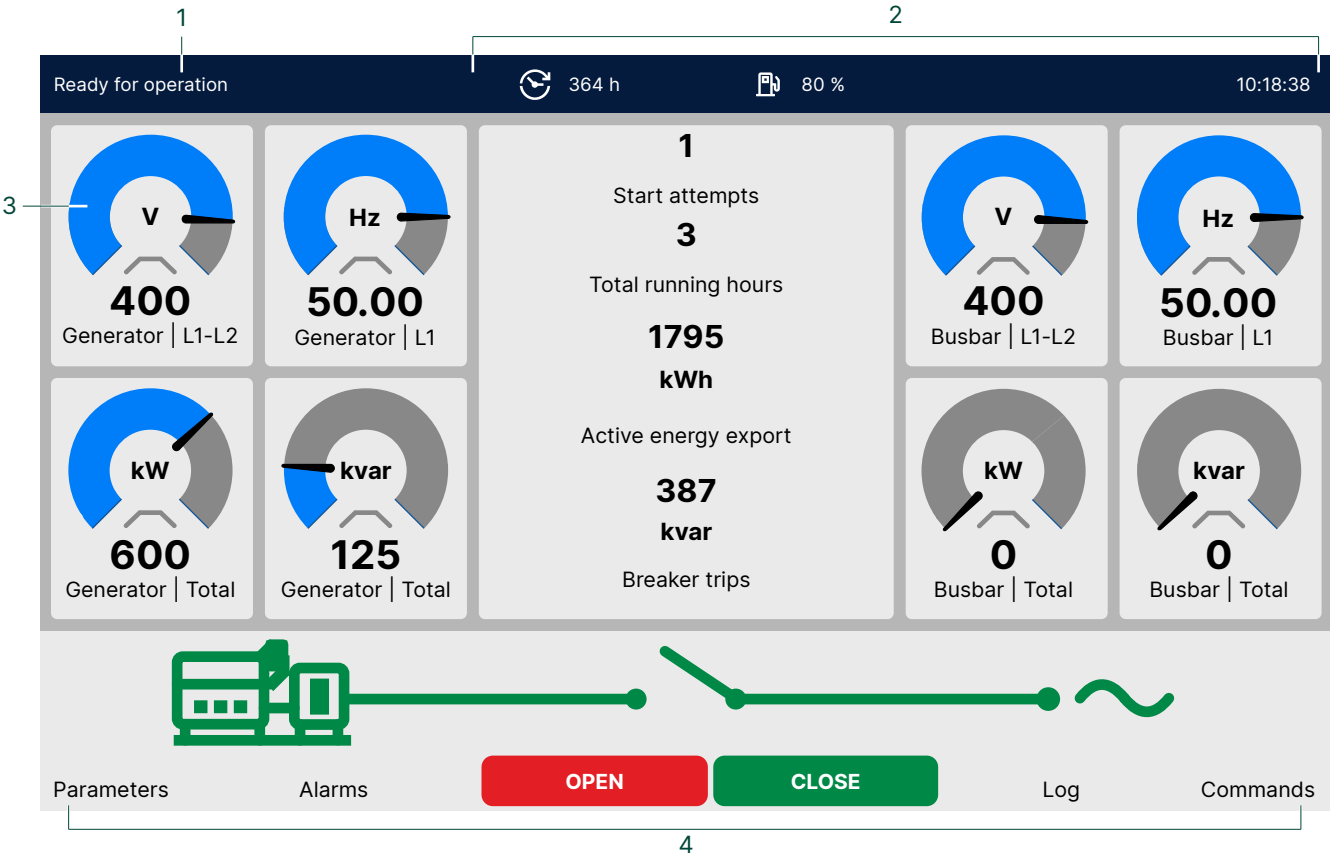 1
2
Ready for operation
364 h
80 %
10:18:38
3
V
400
Generator | L1-L2
Hz
50.00
Generator | L1
kW
600
Generator | Total
kvar
125
Generator | Total
1
Start attempts
3
Total running hours
1795
kWh
Active energy export
387
kvar
Breaker trips
V
400
Busbar | L1-L2
Hz
50.00
Busbar | L1
kW
0
Busbar | Total
kvar
0
Busbar | Total
Parameters
Alarms
OPEN
CLOSE
Log
Commands
4